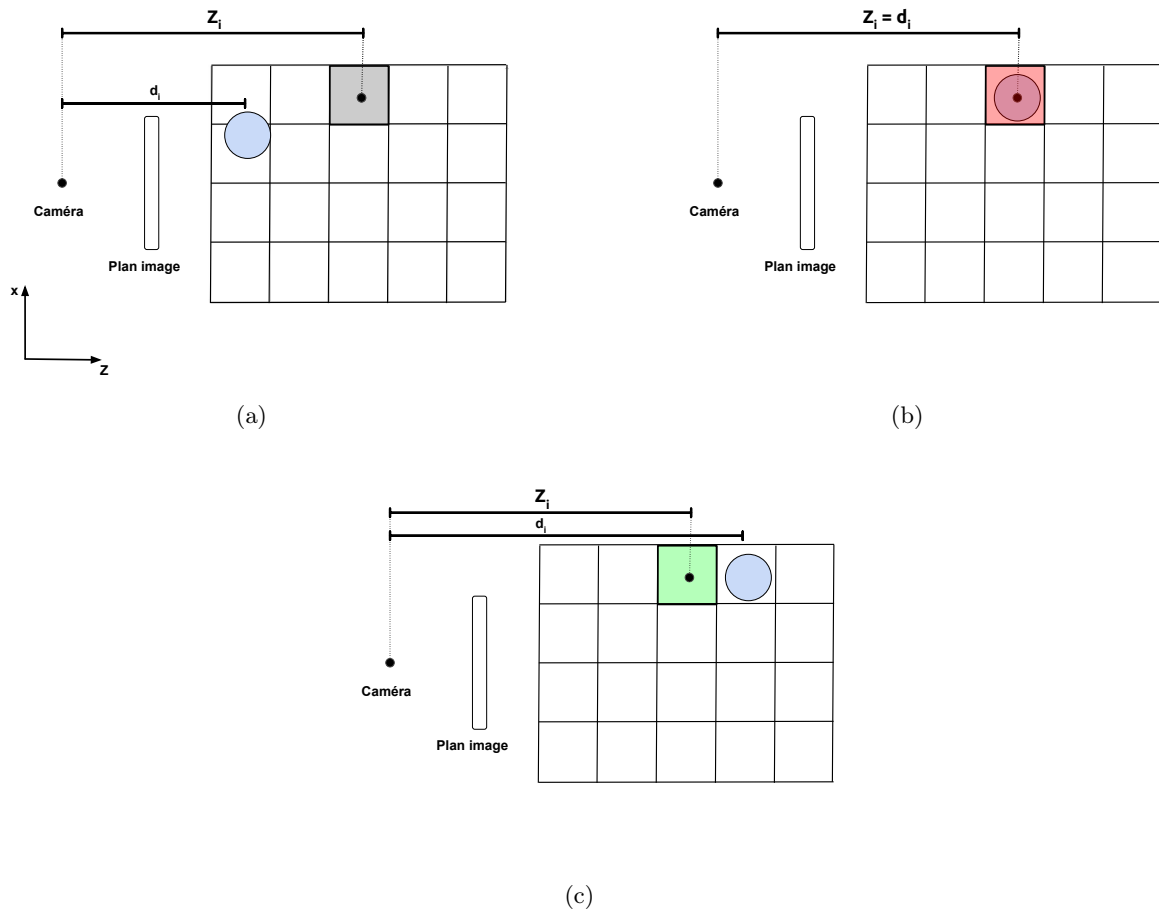 Z_i
d_i
Caméra
Plan image
x
Z
(a)
Z_i = d_i
Caméra
Plan image
(b)
Z_i
d_i
Caméra
Plan image
(c)